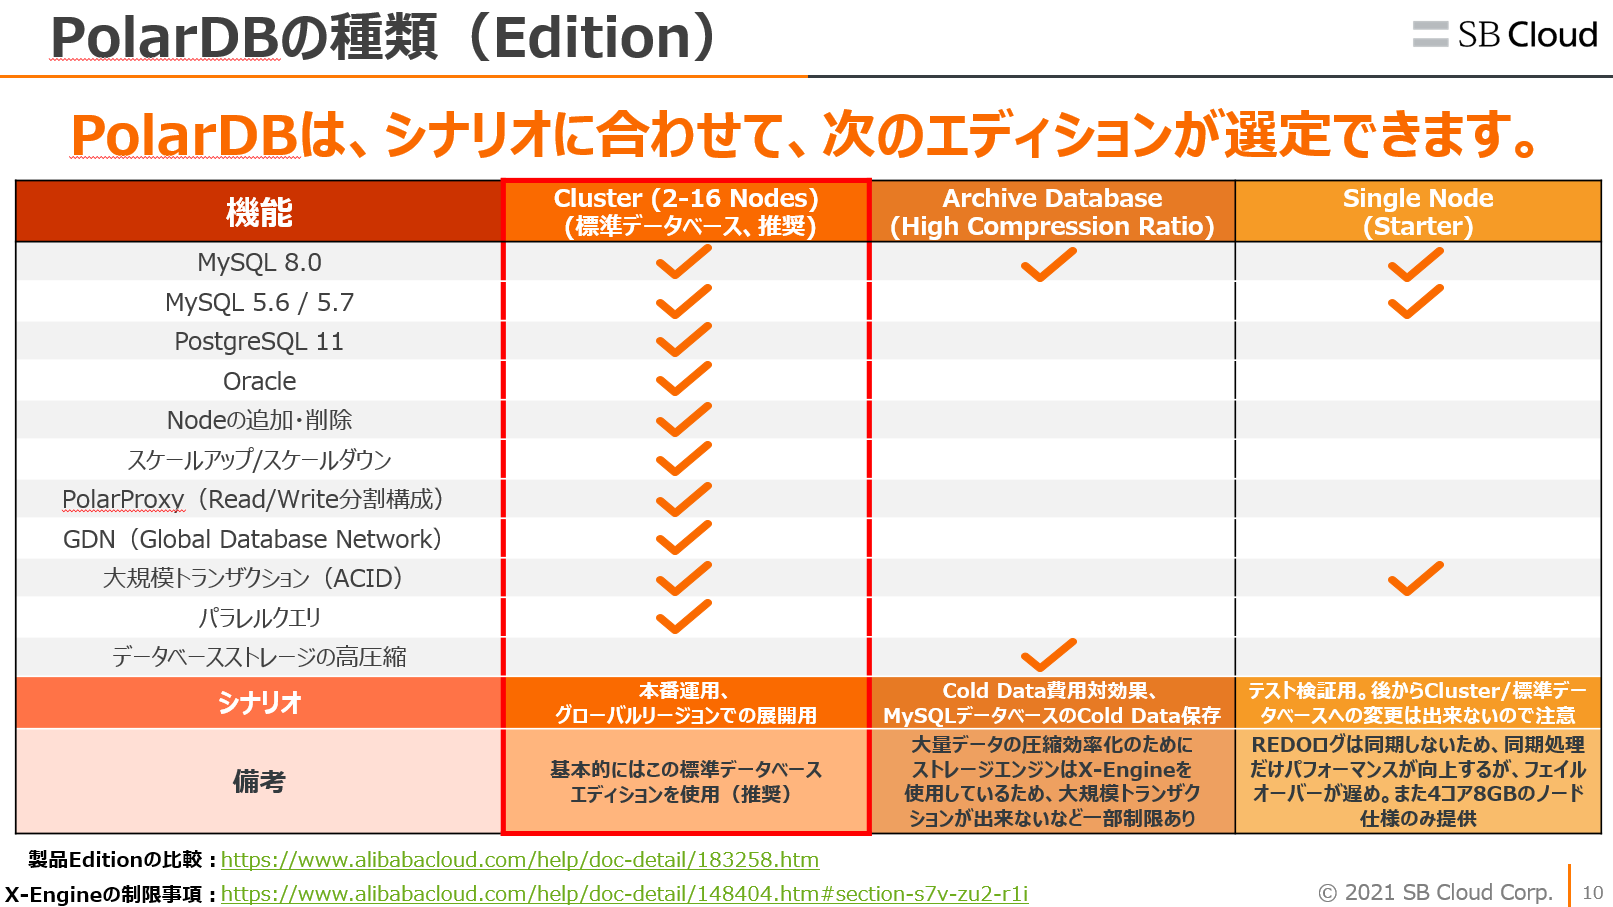 PolarDBの種類（Edition）
SB Cloud
PolarDBは、シナリオに合わせて、次のエディションが選定できます。
機能
Cluster (2-16 Nodes)
(標準データベース、推奨)
Archive Database
(High Compression Ratio)
Single Node
(Starter)
MySQL 8.0
MySQL 5.6 / 5.7
PostgreSQL 11
Oracle
Nodeの追加・削除
スケールアップ/スケールダウン
PolarProxy（Read/Write分割構成）
GDN（Global Database Network）
大規模トランザクション（ACID）
パラレルクエリ
データベースストレージの高圧縮
シナリオ
本番運用、
グローバルリージョンでの展開用
Cold Data費用対効果、
MySQLデータベースのCold Data保存
テスト検証用。後からCluster/標準デー
タベースへの変更は出来ないので注意
備考
基本的にはこの標準データベース
エディションを使用（推奨）
大量データの圧縮効率化のために
ストレージエンジンはX-Engineを
使用しているため、大規模トランザク
ションが出来ないなど一部制限あり
REDOログは同期しないため、同期処理
だけパフォーマンスが向上するが、フェイル
オーバーが遅め。また4コア8GBのノード
仕様のみ提供
製品Editionの比較：https://www.alibabacloud.com/help/doc-detail/183258.htm
X-Engineの制限事項：https://www.alibabacloud.com/help/doc-detail/148404.htm#section-s7v-zu2-r1i
© 2021 SB Cloud Corp.
10